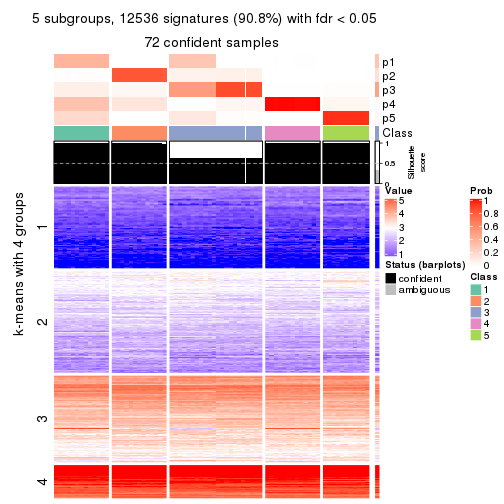 5 subgroups, 12536 signatures (90.8%) with fdr < 0.05
72 confident samples
p1
p2
p3
p4
p5
Class
1
0.5
0
Silhouette
score
k-means with 4 groups
1
2
3
4
Value
5
4
3
2
1
Status (barplots)
confident
ambiguous
Prob
1
0.8
0.6
0.4
0.2
0
Class
1
2
3
4
5